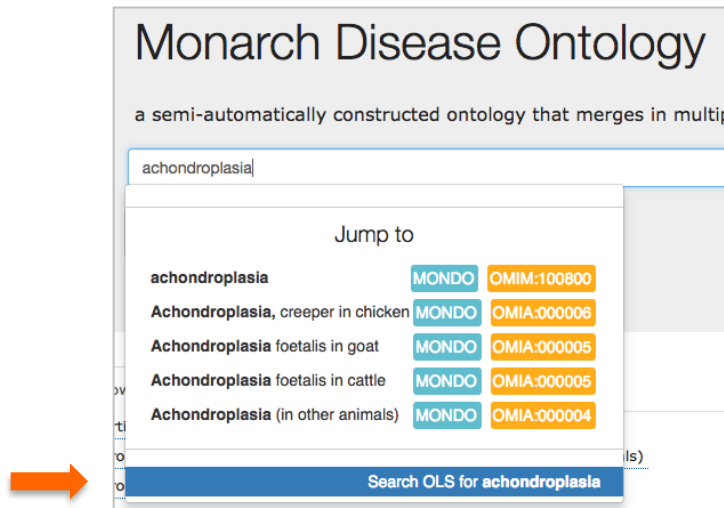 Monarch Disease Ontology
a semi-automatically constructed ontology that merges in
achondroplasia
Jump to
achondroplasia MONDO OMIM:100800
Achondroplasia, creeper in chicken MONDO OMIA:000006
Achondroplasia foetalis in goat MONDO OMIA:000005
Achondroplasia foetalis in cattle MONDO OMIA:000005
Achondroplasia (in other animals) MONDO OMIA:000004
Search OLS for achondroplasia